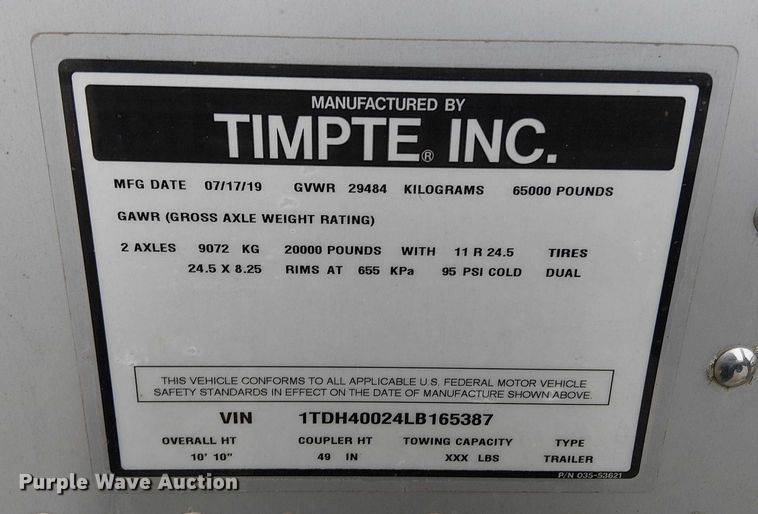 MANUFACTURED BY
TIMPTE® INC.
MFG DATE 07/17/19 GVWR 29484 KILOGRAMS 65000 POUNDS
GAWR (GROSS AXLE WEIGHT RATING)
2 AXLES 9072 KG 20000 POUNDS WITH 11 R 24.5 TIRES
24.5 X 8.25 RIMS AT 655 KPa 95 PSI COLD DUAL
THIS VEHICLE CONFORMS TO ALL APPLICABLE U.S. FEDERAL MOTOR VEHICLE
SAFETY STANDARDS IN EFFECT ON THE DATE OF MANUFACTURE SHOWN ABOVE.
VIN 1TDH40024LB165387
OVERALL HT COUPLER HT TOWING CAPACITY TYPE
10' 10" 49 IN XXX LBS TRAILER
P/N 035-53621
Purple Wave Auction